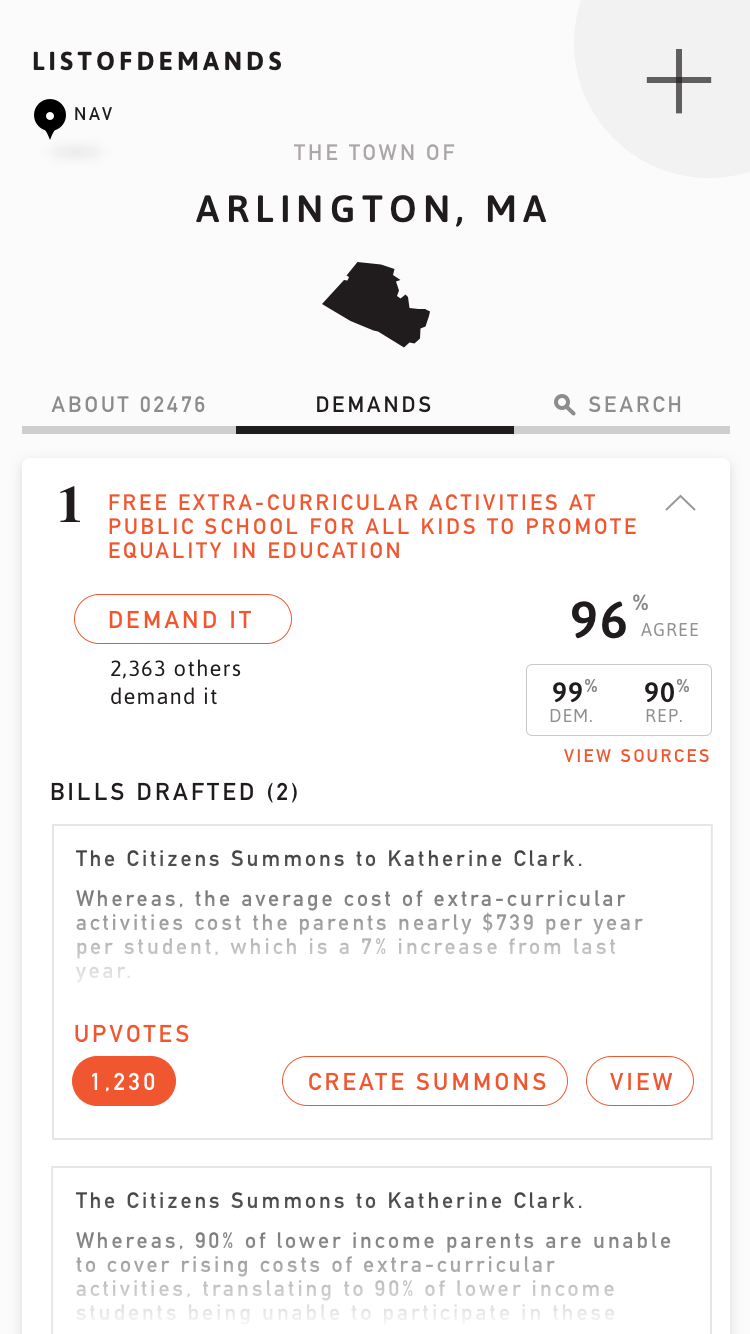 LISTOFDEMANDS
NAV
THE TOWN OF
ARLINGTON, MA
ABOUT 02476
DEMANDS
SEARCH
1
FREE EXTRA-CURRICULAR ACTIVITIES AT
PUBLIC SCHOOL FOR ALL KIDS TO PROMOTE
EQUALITY IN EDUCATION
DEMAND IT
2,363 others
demand it
96% AGREE
99% 90%
DEM. REP.
VIEW SOURCES
BILLS DRAFTED (2)
The Citizens Summons to Katherine Clark.
Whereas, the average cost of extra-curricular
activities cost the parents nearly $739 per year
per student, which is a 7% increase from last
year.
UPVOTES
1,230
CREATE SUMMONS
VIEW
The Citizens Summons to Katherine Clark.
Whereas, 90% of lower income parents are unable
to cover rising costs of extra-curricular
activities, translating to 90% of lower income
students being unable to participate in these